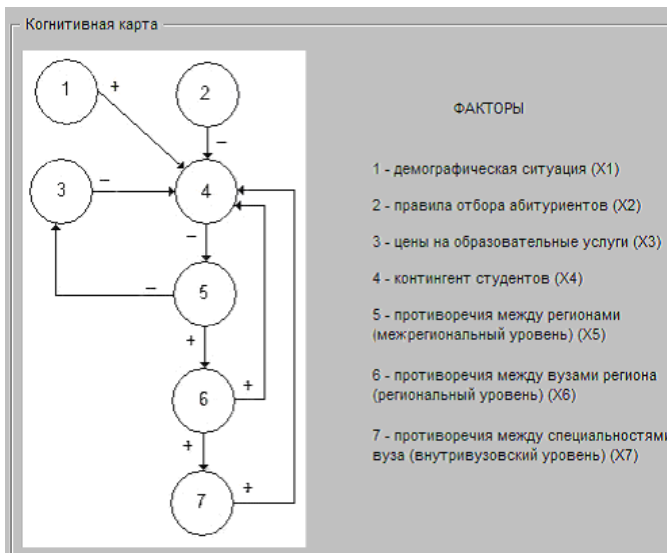 Когнитивная карта
1
+
2
ФАКТОРЫ
–
1 - демографическая ситуация (X1)
3
–
4
2 - правила отбора абитуриентов (X2)
3 - цены на образовательные услуги (X3)
–
4 - контингент студентов (X4)
–
5
5 - противоречия между регионами
(межрегиональный уровень) (X5)
+
6
+
6 - противоречия между вузами региона
(региональный уровень) (X6)
+
7 - противоречия между специальностями
вуза (внутривузовский уровень) (X7)
7
+